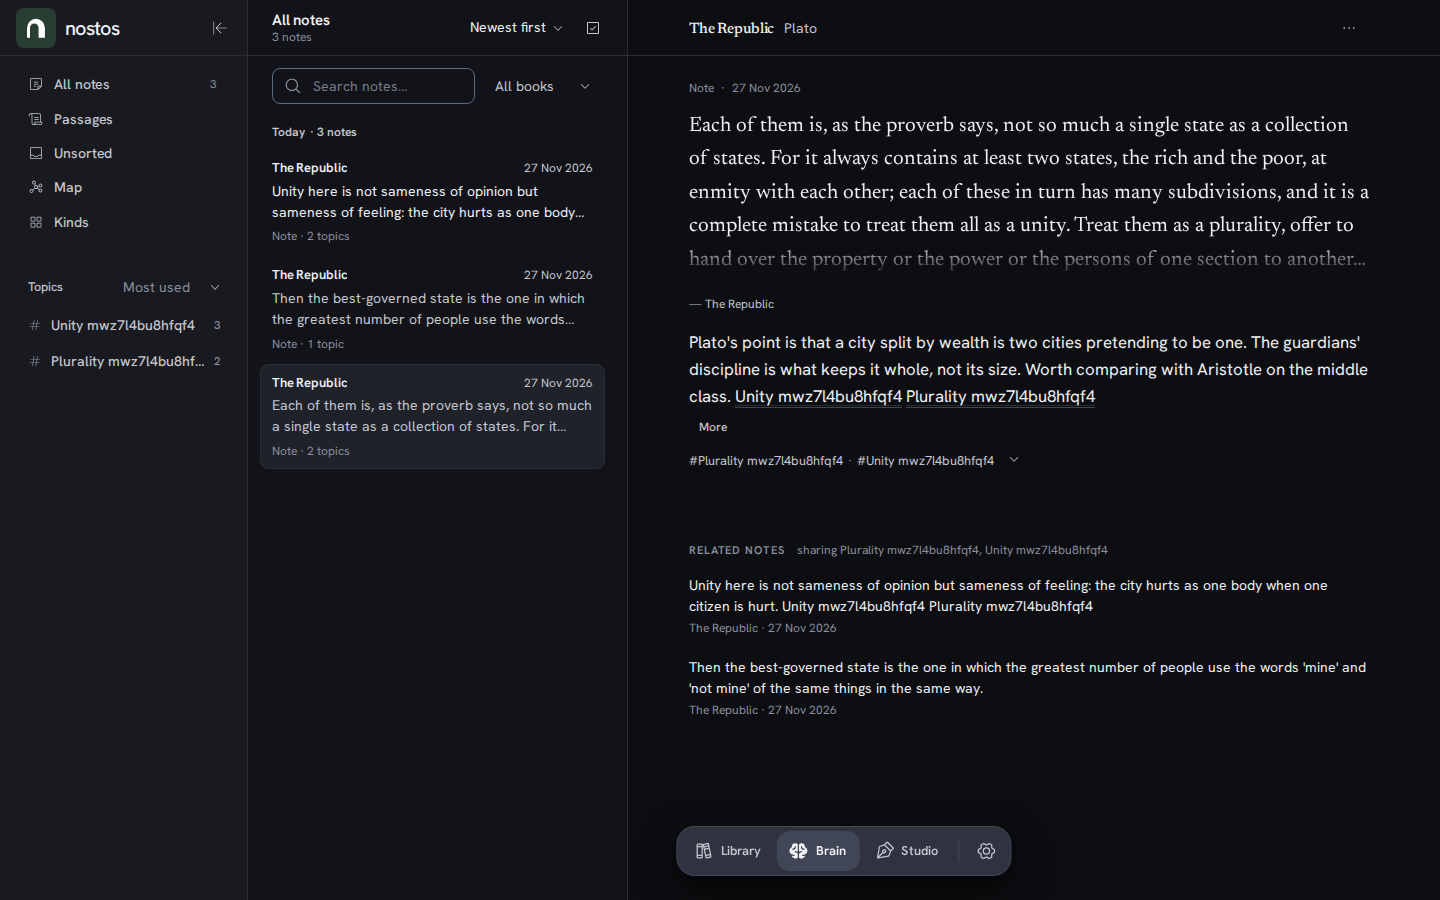 nostos
All notes 3
Passages
Unsorted
Map
Kinds
Topics Most used
# Unity mwz7l4bu8hfqf4 3
# Plurality mwz7l4bu8hf... 2
All notes
3 notes
Newest first
Search notes...
All books
Today · 3 notes
The Republic 27 Nov 2026
Unity here is not sameness of opinion but
sameness of feeling: the city hurts as one body...
Note · 2 topics
The Republic 27 Nov 2026
Then the best-governed state is the one in which
the greatest number of people use the words...
Note · 1 topic
The Republic 27 Nov 2026
Each of them is, as the proverb says, not so much
a single state as a collection of states. For it...
Note · 2 topics
The Republic Plato
Note · 27 Nov 2026
Each of them is, as the proverb says, not so much a single state as a collection
of states. For it always contains at least two states, the rich and the poor, at
enmity with each other; each of these in turn has many subdivisions, and it is a
complete mistake to treat them all as a unity. Treat them as a plurality, offer to
hand over the property or the power or the persons of one section to another...
— The Republic
Plato's point is that a city split by wealth is two cities pretending to be one. The guardians'
discipline is what keeps it whole, not its size. Worth comparing with Aristotle on the middle
class. Unity mwz7l4bu8hfqf4 Plurality mwz7l4bu8hfqf4
More
#Plurality mwz7l4bu8hfqf4 · #Unity mwz7l4bu8hfqf4
RELATED NOTES sharing Plurality mwz7l4bu8hfqf4, Unity mwz7l4bu8hfqf4
Unity here is not sameness of opinion but sameness of feeling: the city hurts as one body when one
citizen is hurt. Unity mwz7l4bu8hfqf4 Plurality mwz7l4bu8hfqf4
The Republic · 27 Nov 2026
Then the best-governed state is the one in which the greatest number of people use the words 'mine' and
'not mine' of the same things in the same way.
The Republic · 27 Nov 2026
Library
Brain
Studio